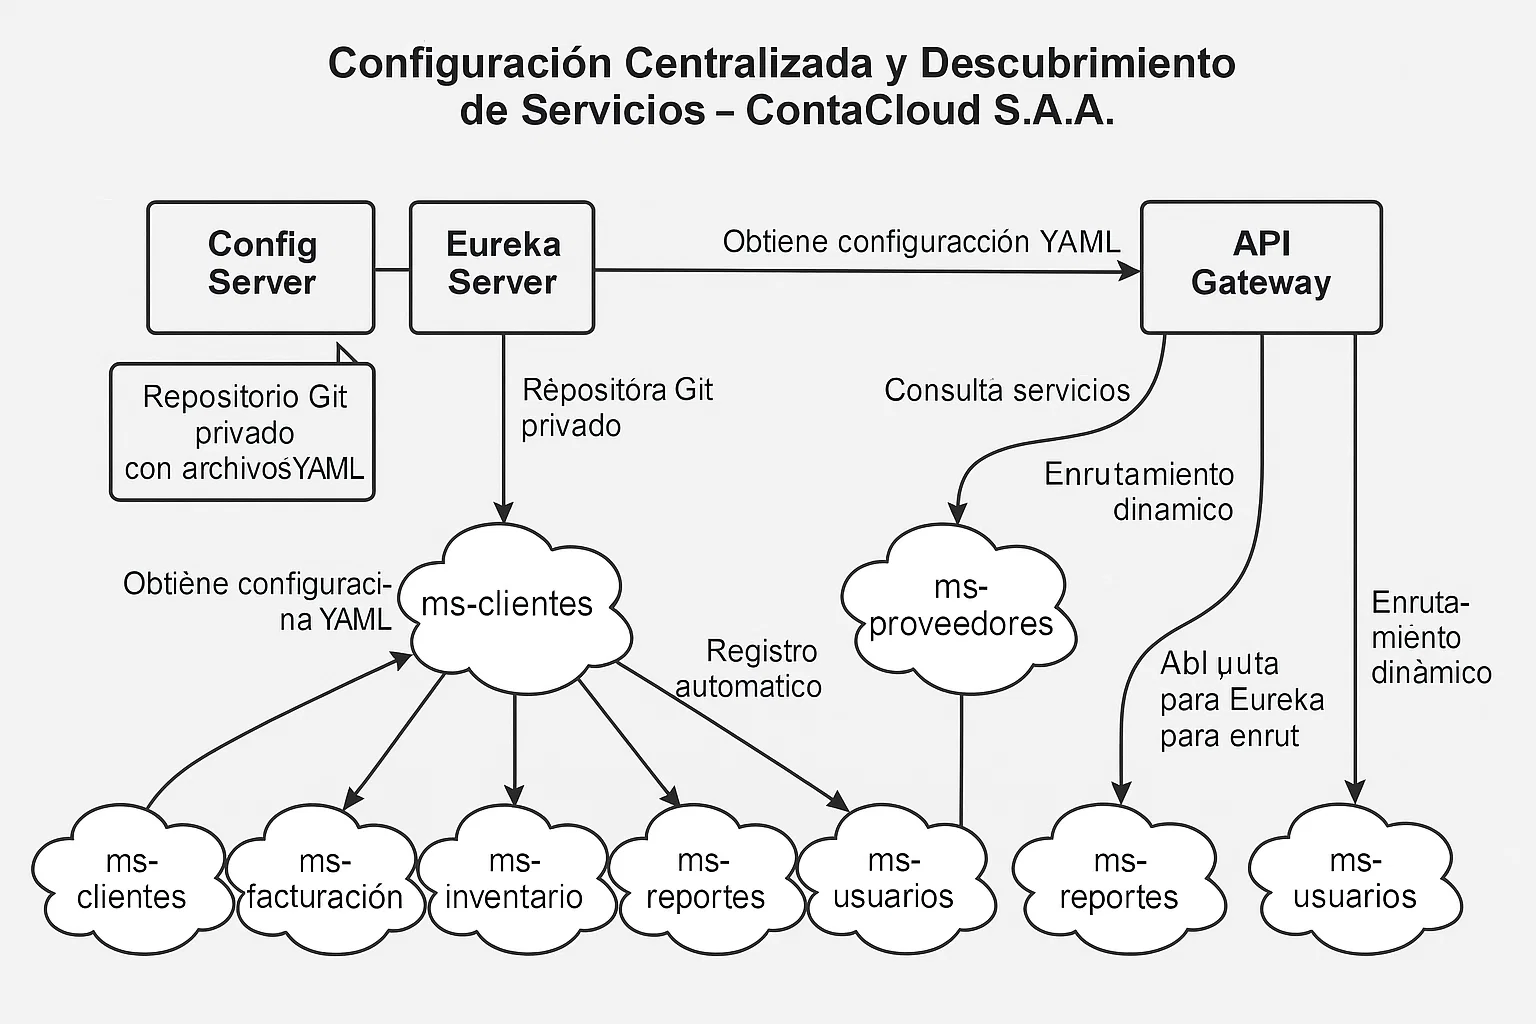 Configuración Centralizada y Descubrimiento
de Servicios – ContaCloud S.A.A.
Config
Server
Eureka
Server
Obtiene configuracción YAML
API
Gateway
Repositorio Git
privado
con archivośYAML
Rèpositóra Git
privado
Consulta servicios
Enrutamiento
dinamico
Obtiène configuraci-
na YAML
ms-clientes
ms-
proveedores
Registro
automatico
Enruta-
miento
dinàmico
Abl
para Eureka
para enrut
ms-
clientes
ms-
facturación
ms-
inventario
ms-
reportes
ms-
usuarios
ms-
reportes
ms-
usuarios